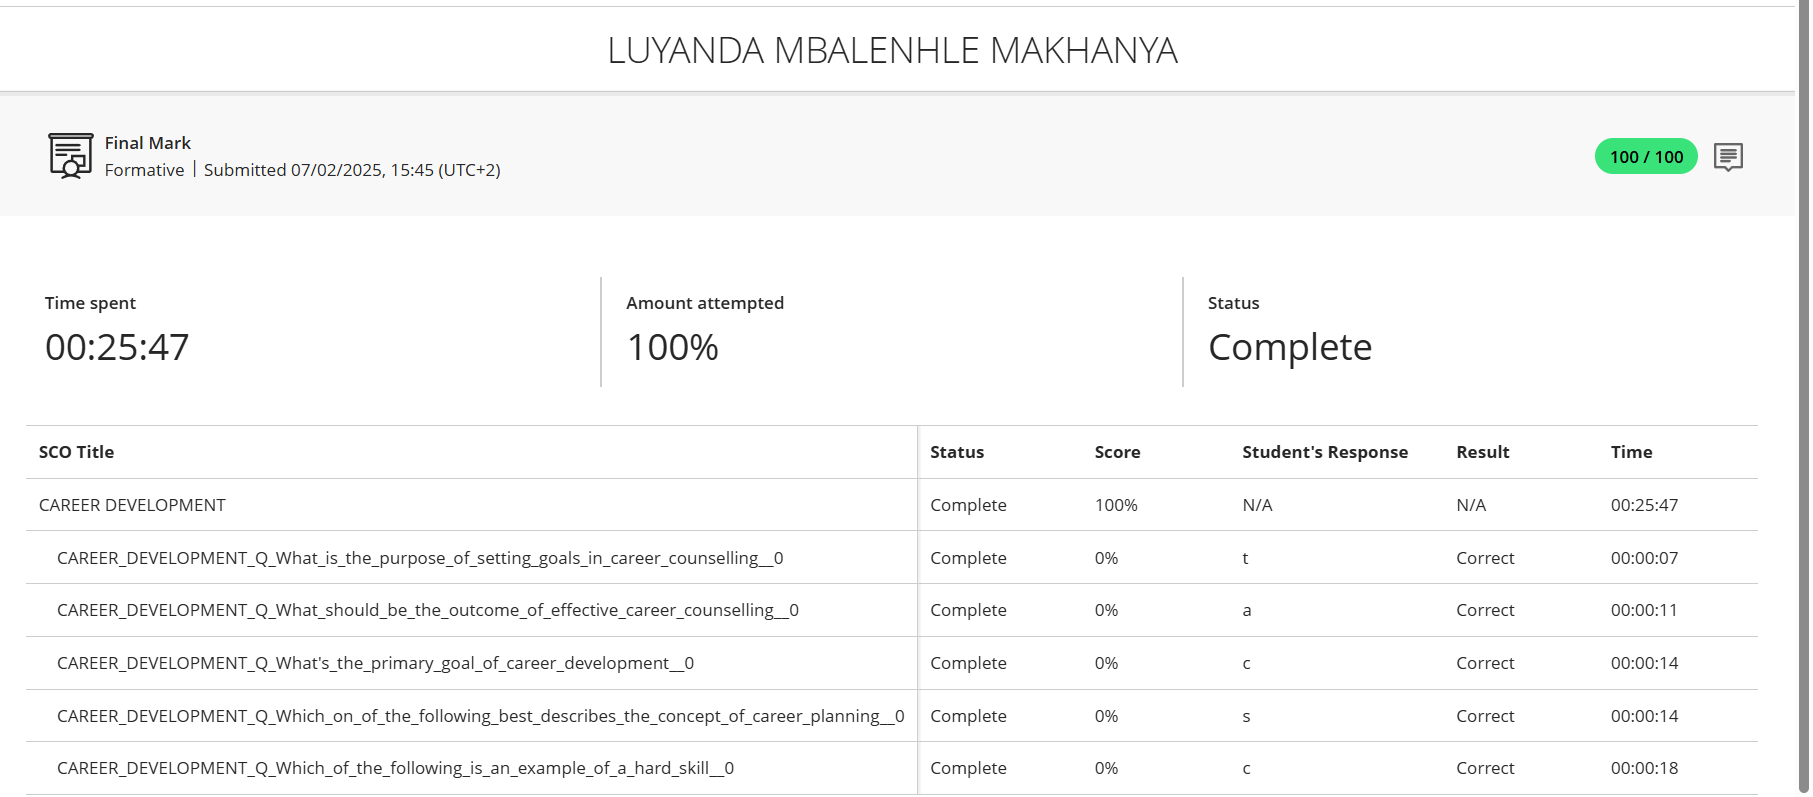 LUYANDA MBALENHLE MAKHANYA
Final Mark
Formative | Submitted 07/02/2025, 15:45 (UTC+2)
100 / 100
Time spent
00:25:47
Amount attempted
100%
Status
Complete
SCO Title Status Score Student's Response Result Time
CAREER DEVELOPMENT Complete 100% N/A N/A 00:25:47
CAREER_DEVELOPMENT_Q_What_is_the_purpose_of_setting_goals_in_career_counselling__0 Complete 0% t Correct 00:00:07
CAREER_DEVELOPMENT_Q_What_should_be_the_outcome_of_effective_career_counselling__0 Complete 0% a Correct 00:00:11
CAREER_DEVELOPMENT_Q_What's_the_primary_goal_of_career_development__0 Complete 0% c Correct 00:00:14
CAREER_DEVELOPMENT_Q_Which_on_of_the_following_best_describes_the_concept_of_career_planning__0 Complete 0% s Correct 00:00:14
CAREER_DEVELOPMENT_Q_Which_of_the_following_is_an_example_of_a_hard_skill__0 Complete 0% c Correct 00:00:18